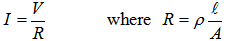 I = V/R where R = ρ ℓ/A